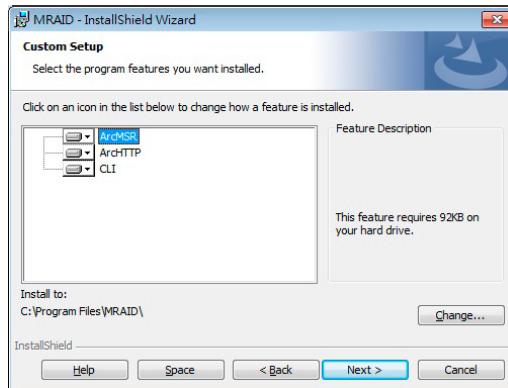 MRAID - InstallShield Wizard
Custom Setup
Select the program features you want installed.
Click on an icon in the list below to change how a feature is installed.
ArcMSR
ArcHTTP
CLI
Feature Description
This feature requires 92KB on
your hard drive.
Install to:
C:\Program Files\MRAID\
Change...
InstallShield
Help
Space
< Back
Next >
Cancel